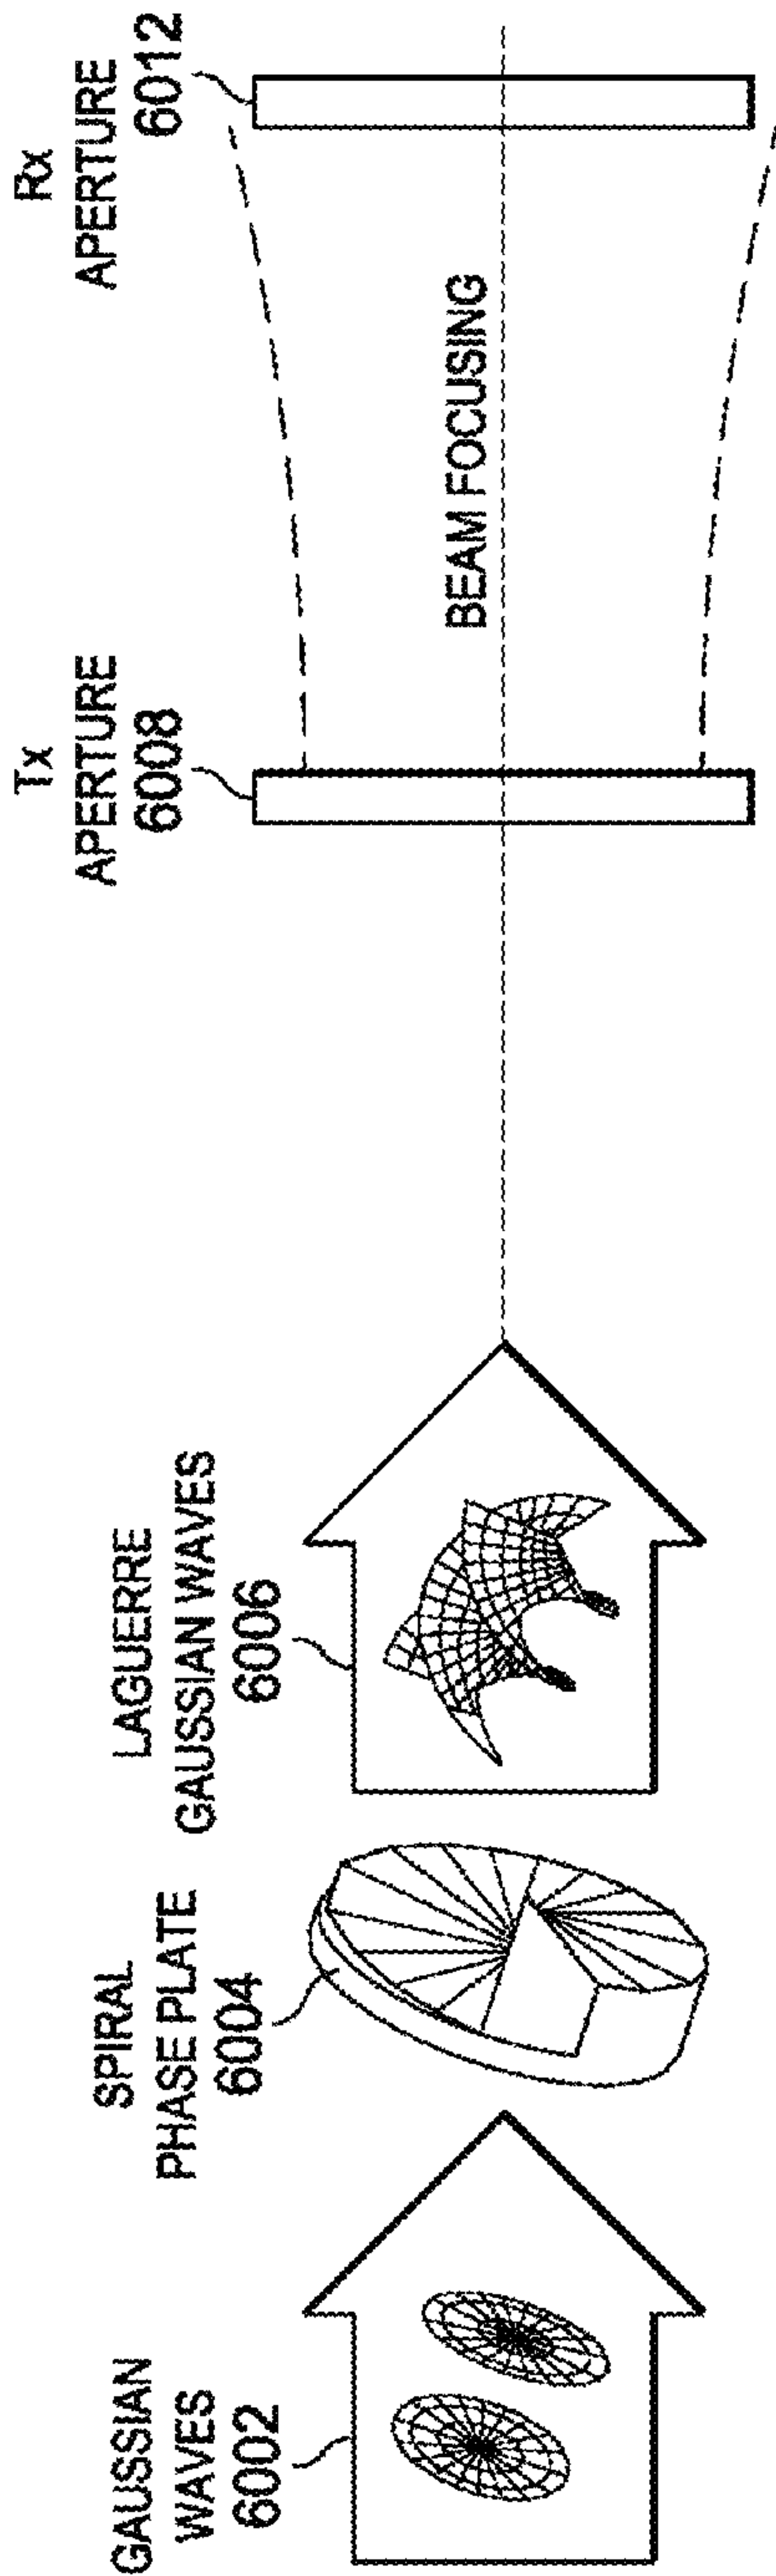 GAUSSIAN
WAVES
6002
SPIRAL
PHASE PLATE
6004
LAGUERRE
GAUSSIAN WAVES
6006
Tx
APERTURE
6008
BEAM FOCUSING
Rx
APERTURE
6012